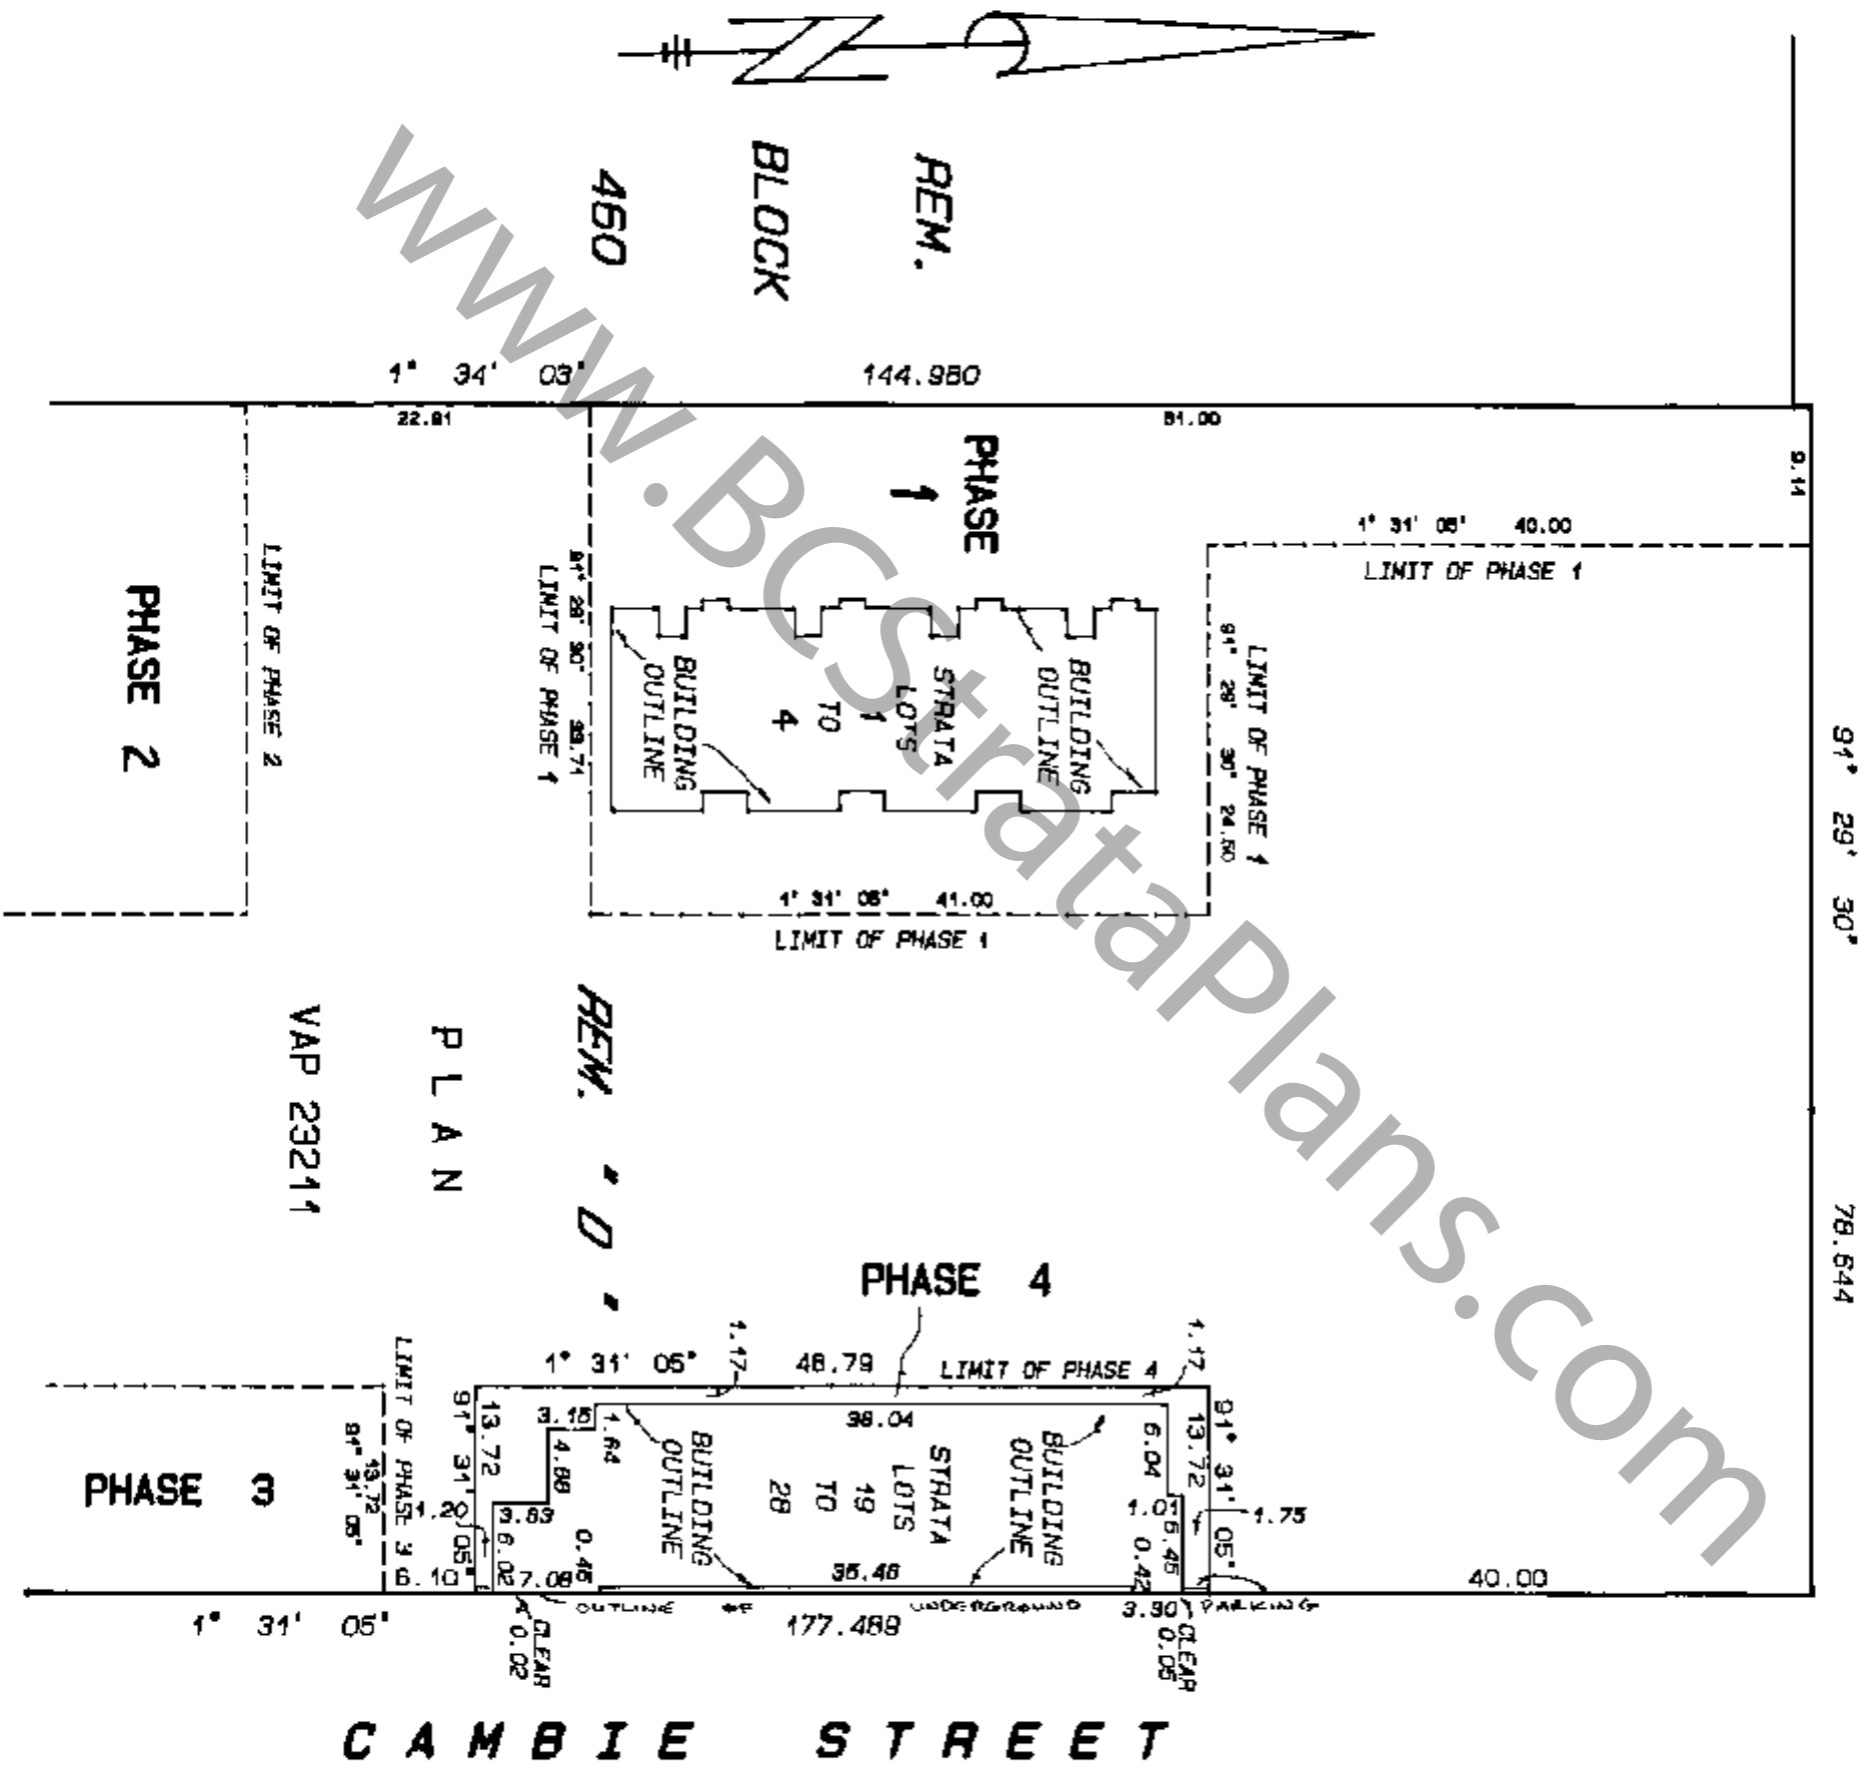 REM.
BLOCK
460
1° 34' 03" 144.980
22.81
81.00
9.14
PHASE
1
1° 31' 05" 40.00
LIMIT OF PHASE 1
LIMIT OF PHASE 2
PHASE 2
91° 28' 30"
LIMIT OF PHASE 1
BUILDING
OUTLINE
STRATA
LOTS
1
TO
4
BUILDING
OUTLINE
LIMIT OF PHASE 1
91° 29' 30" 24.50
91° 29' 30" 78.644
1° 31' 05" 41.00
LIMIT OF PHASE 1
REM. "D"
PLAN
VAP 23211
PHASE 4
1.17
1.17
1° 31' 05" 48.79 LIMIT OF PHASE 4
LIMIT OF PHASE 3
91° 31' 05"
13.72
PHASE 3
91° 31' 05"
13.72
3.15
1.64
4.88
3.83
1.20
6.02
6.10
7.08
0.45
BUILDING
OUTLINE
38.04
STRATA
LOTS
19
TO
28
BUILDING
OUTLINE
6.04
13.72
91° 31' 05"
1.01
6.45
1.75
0.42
35.46
40.00
OUTLINE OF UNDERGROUND PARKING
3.30
1° 31' 05" 177.489
CLEAR
0.02
CLEAR
0.05
CAMBIE STREET
www.BCStrataPlans.com